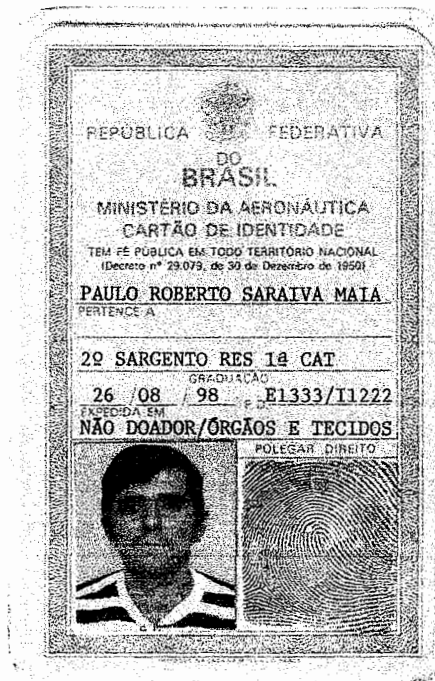 REPÚBLICA FEDERATIVA
DO
BRASIL
MINISTÉRIO DA AERONÁUTICA
CARTÃO DE IDENTIDADE
TEM FÉ PÚBLICA EM TODO TERRITÓRIO NACIONAL
(Decreto nº 29.079, de 30 de Dezembro de 1950)
PAULO ROBERTO SARAIVA MAIA
PERTENCE A
2º SARGENTO RES 1ª CAT
GRADUAÇÃO
26 /08 / 98 E1333/I1222
EXPEDIDA EM F.D.
NÃO DOADOR/ÓRGÃOS E TECIDOS
POLEGAR DIREITO